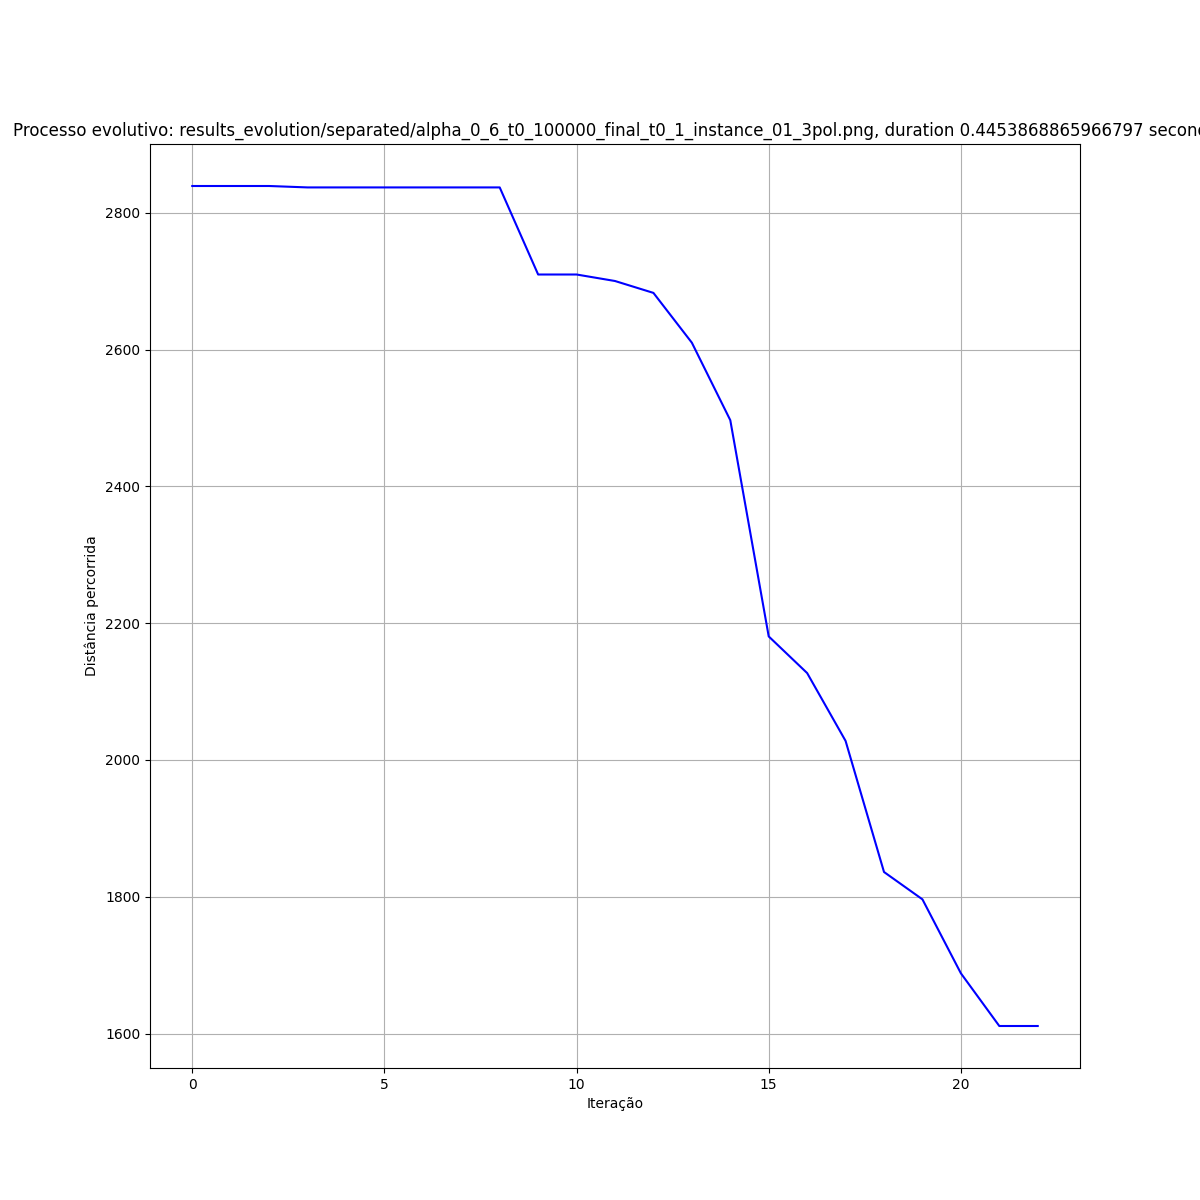 Processo evolutivo: results_evolution/separated/alpha_0_6_t0_100000_final_t0_1_instance_01_3pol.png, duration 0.4453868865966797 secon
2800
2600
2400
2200
2000
1800
1600
Distância percorrida
0 5 10 15 20
Iteração